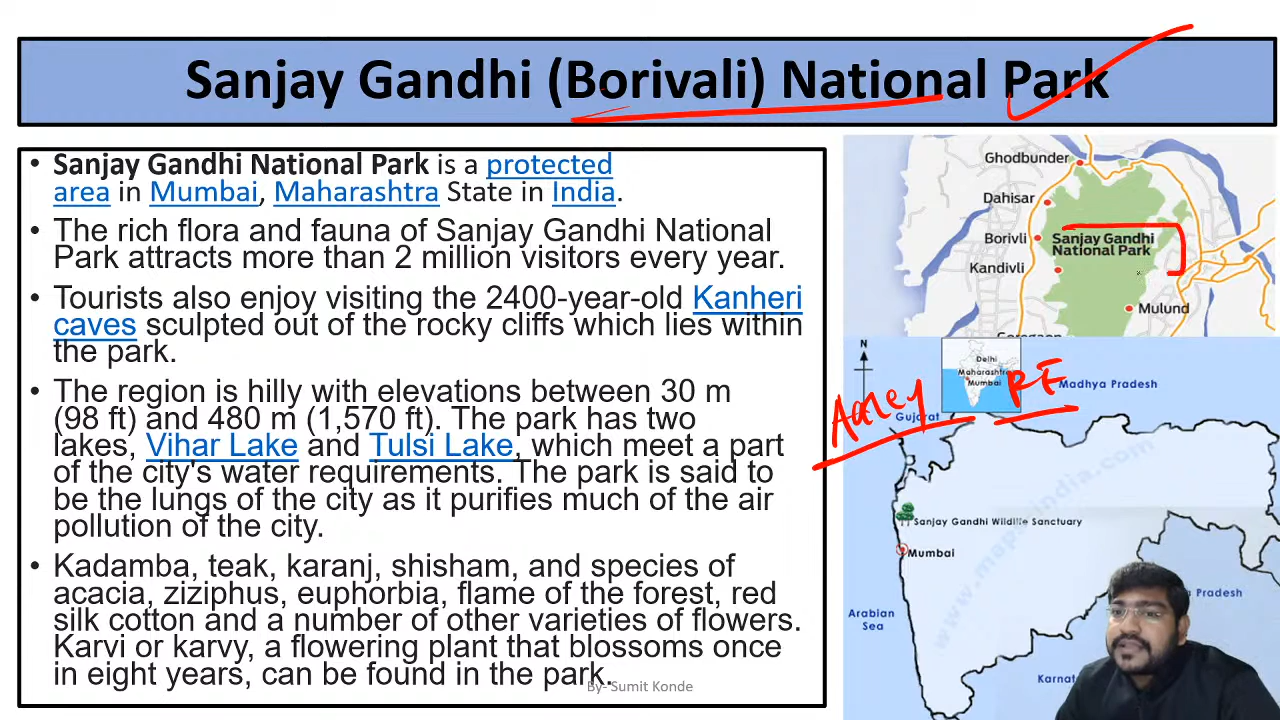 Sanjay Gandhi (Borivali) National Park
• Sanjay Gandhi National Park is a protected
area in Mumbai, Maharashtra State in India.
• The rich flora and fauna of Sanjay Gandhi National
Park attracts more than 2 million visitors every year.
• Tourists also enjoy visiting the 2400-year-old Kanheri
caves sculpted out of the rocky cliffs which lies within
the park.
• The region is hilly with elevations between 30 m
(98 ft) and 480 m (1,570 ft). The park has two
lakes, Vihar Lake and Tulsi Lake, which meet a part
of the city's water requirements. The park is said to
be the lungs of the city as it purifies much of the air
pollution of the city.
• Kadamba, teak, karanj, shisham, and species of
acacia, ziziphus, euphorbia, flame of the forest, red
silk cotton and a number of other varieties of flowers.
Karvi or karvy, a flowering plant that blossoms once
in eight years, can be found in the park.
By- Sumit Konde
Ghodbunder
Dahisar
Borivli
Sanjay Gandhi
National Park
Kandivli
Mulund
N
Delhi
Maharashtra
Mumbai
Aarey RF
Gujarat
Madhya Pradesh
www.mapsindia.com
Sanjay Gandhi Wildlife Sanctuary
Mumbai
Arabian
Sea
Pradesh